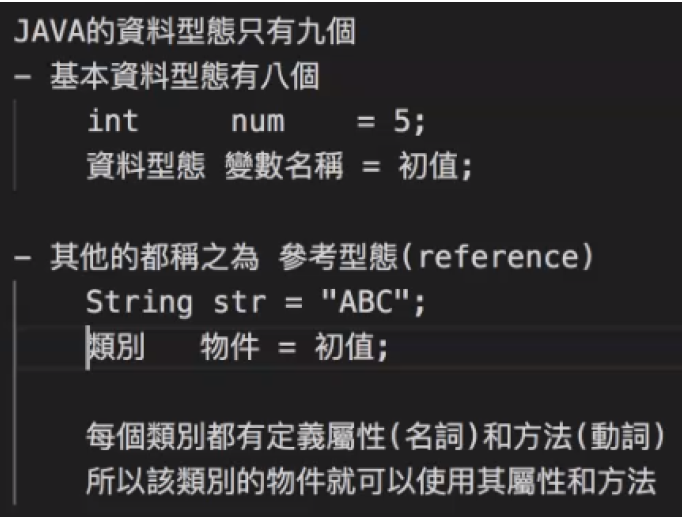 JAVA的資料型態只有九個
- 基本資料型態有八個
int num = 5;
資料型態 變數名稱 = 初值;
- 其他的都稱之為 參考型態(reference)
String str = "ABC";
類別 物件 = 初值;
每個類別都有定義屬性(名詞)和方法(動詞)
所以該類別的物件就可以使用其屬性和方法